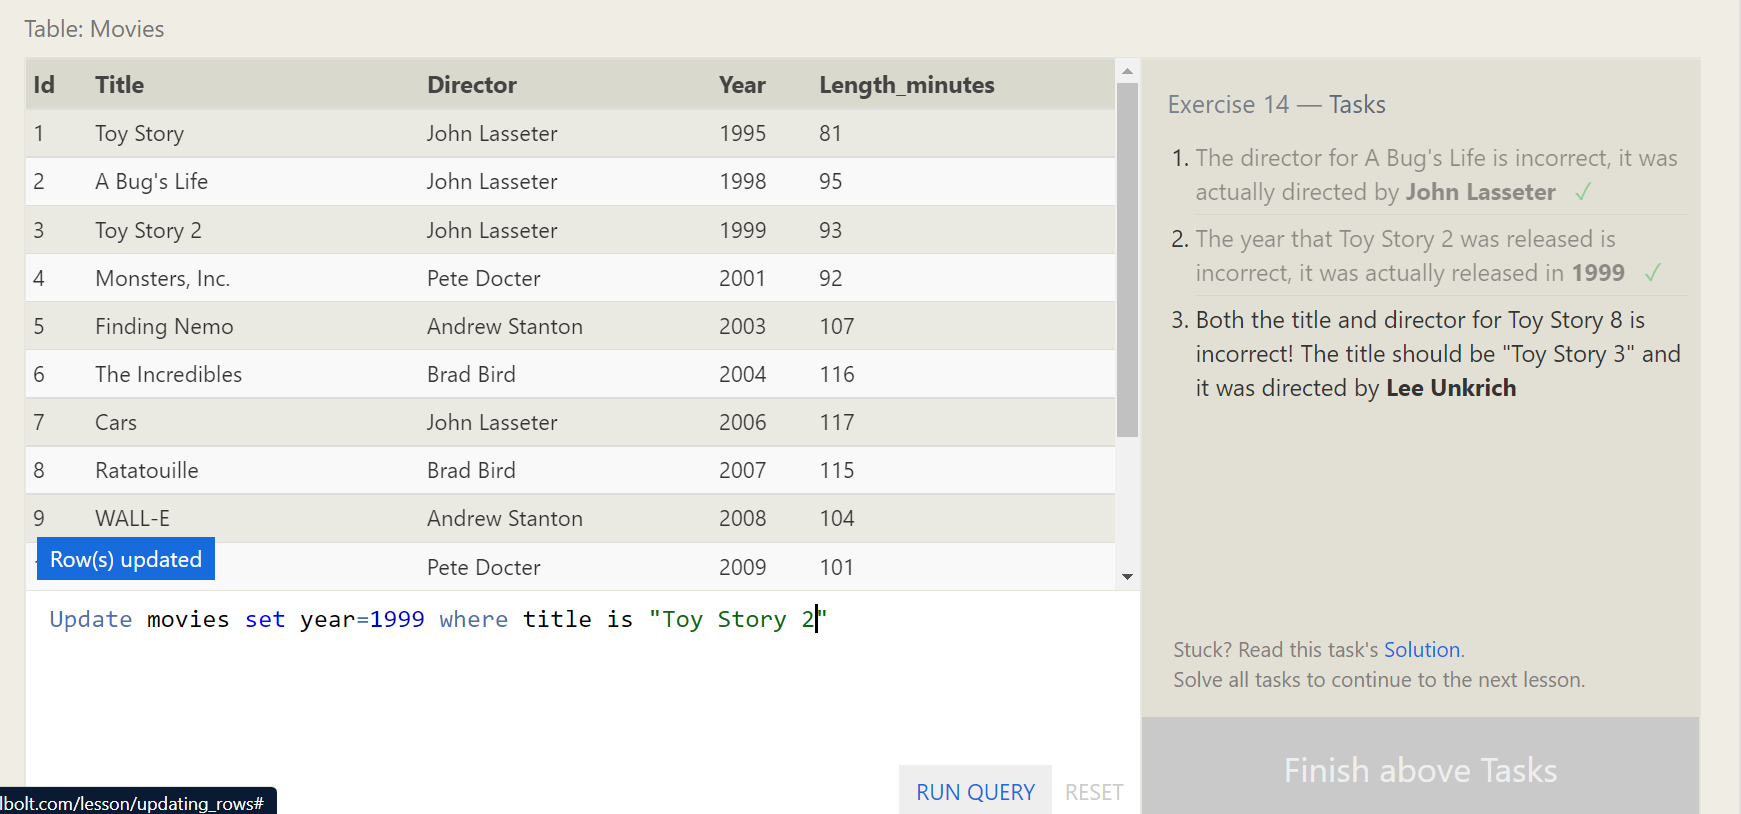 Table: Movies
Id Title Director Year Length_minutes
1 Toy Story John Lasseter 1995 81
2 A Bug's Life John Lasseter 1998 95
3 Toy Story 2 John Lasseter 1999 93
4 Monsters, Inc. Pete Docter 2001 92
5 Finding Nemo Andrew Stanton 2003 107
6 The Incredibles Brad Bird 2004 116
7 Cars John Lasseter 2006 117
8 Ratatouille Brad Bird 2007 115
9 WALL-E Andrew Stanton 2008 104
Row(s) updated
Pete Docter 2009 101
Update movies set year=1999 where title is "Toy Story 2"
RUN QUERY RESET
lbolt.com/lesson/updating_rows#
Exercise 14 — Tasks
1. The director for A Bug's Life is incorrect, it was
actually directed by John Lasseter ✓
2. The year that Toy Story 2 was released is
incorrect, it was actually released in 1999 ✓
3. Both the title and director for Toy Story 8 is
incorrect! The title should be "Toy Story 3" and
it was directed by Lee Unkrich
Stuck? Read this task's Solution.
Solve all tasks to continue to the next lesson.
Finish above Tasks